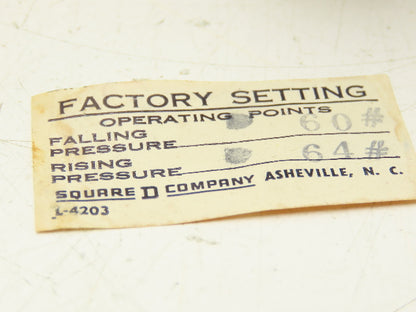 FACTORY SETTING
OPERATING POINTS
FALLING
PRESSURE 60#
RISING
PRESSURE 64#
SQUARE D COMPANY ASHEVILLE, N. C.
L-4203